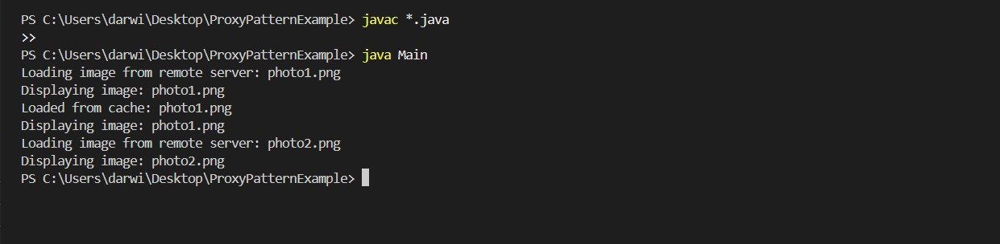 PS C:\Users\darwi\Desktop\ProxyPatternExample> javac *.java
>>
PS C:\Users\darwi\Desktop\ProxyPatternExample> java Main
Loading image from remote server: photo1.png
Displaying image: photo1.png
Loaded from cache: photo1.png
Displaying image: photo1.png
Loading image from remote server: photo2.png
Displaying image: photo2.png
PS C:\Users\darwi\Desktop\ProxyPatternExample>